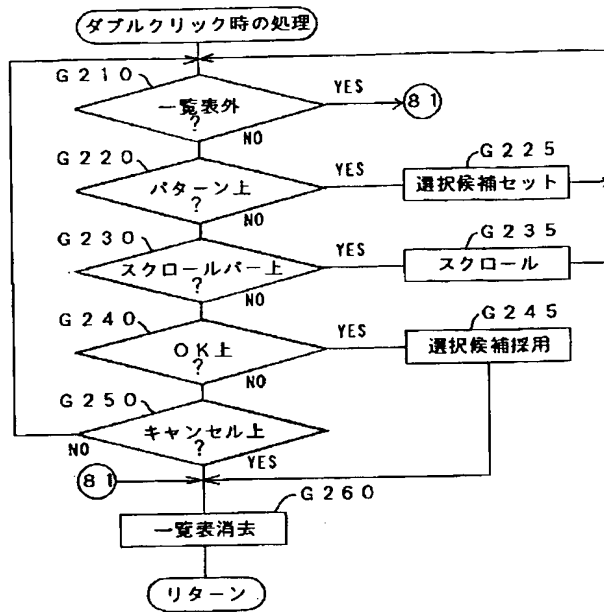 ダブルクリック時の処理
G210
一覧表外
?
YES
81
NO
G220
パターン上
?
YES
G225
選択候補セット
NO
G230
スクロールバー上
?
YES
G235
スクロール
NO
G240
OK上
?
YES
G245
選択候補採用
NO
G250
キャンセル上
?
NO
YES
81
G260
一覧表消去
リターン